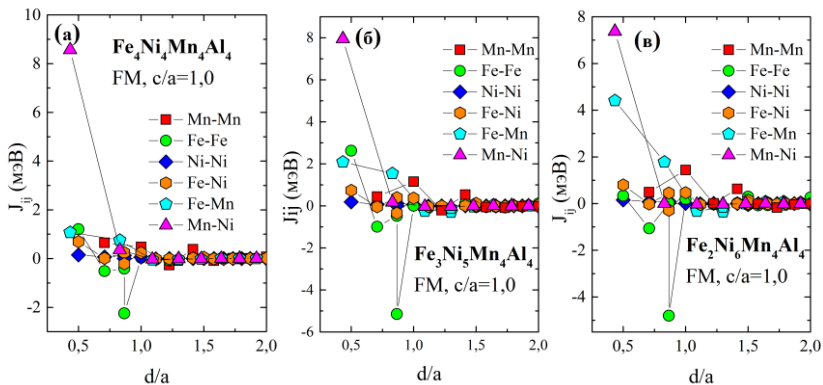 (а)
Fe4Ni4Mn4Al4
FM, c/a=1,0
Mn-Mn
Fe-Fe
Ni-Ni
Fe-Ni
Fe-Mn
Mn-Ni
Jij (мэВ)
10
8
6
4
2
0
-2
0,5
1,0
1,5
2,0
d/a
(б)
Mn-Mn
Fe-Fe
Ni-Ni
Fe-Ni
Fe-Mn
Mn-Ni
Fe3Ni5Mn4Al4
FM, c/a=1,0
Jij (мэВ)
8
6
4
2
0
-2
-4
-6
0,5
1,0
1,5
2,0
d/a
(в)
Mn-Mn
Fe-Fe
Ni-Ni
Fe-Ni
Fe-Mn
Mn-Ni
Fe2Ni6Mn4Al4
FM, c/a=1,0
Jij (мэВ)
8
6
4
2
0
-2
-4
0,5
1,0
1,5
2,0
d/a